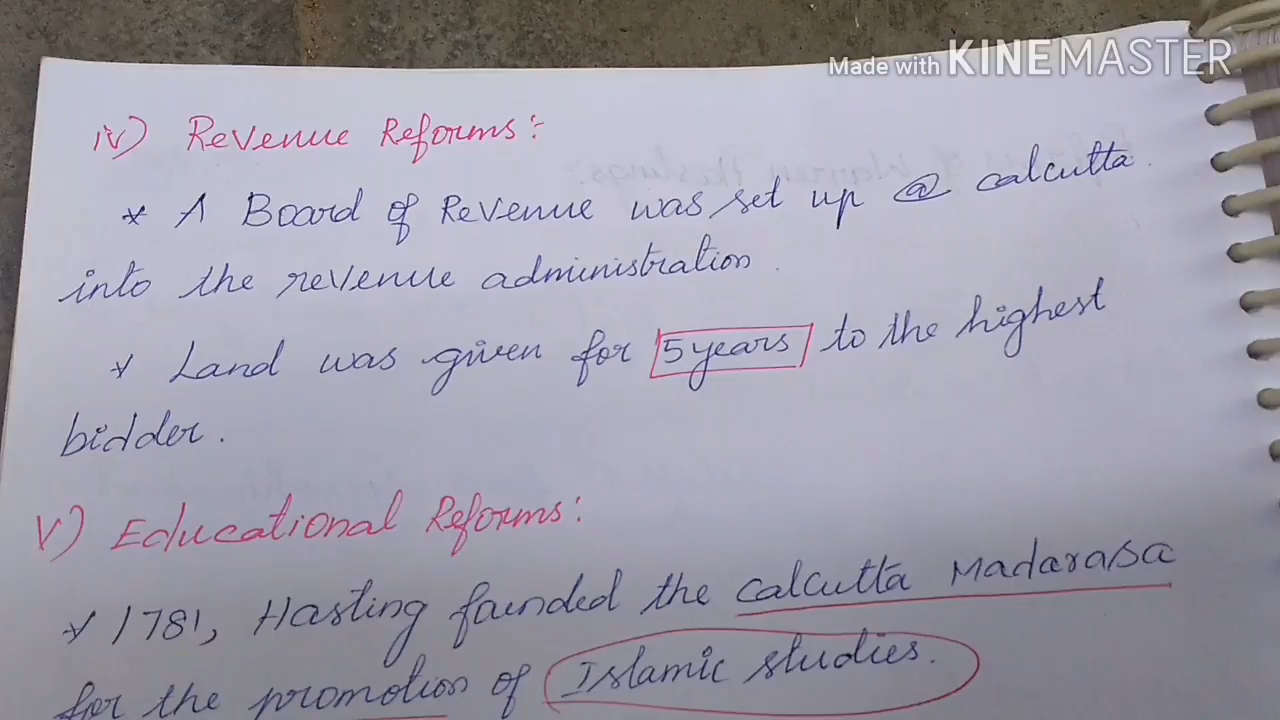 Made with KINEMASTER
iv) Revenue Reforms:
* A Board of Revenue was set up @ calcutta
into the revenue administration.
* Land was given for 5 years to the highest
bidder.
V) Educational Reforms:
* 1781, Hasting founded the calcutta Madarasa
for the promotion of Islamic studies.